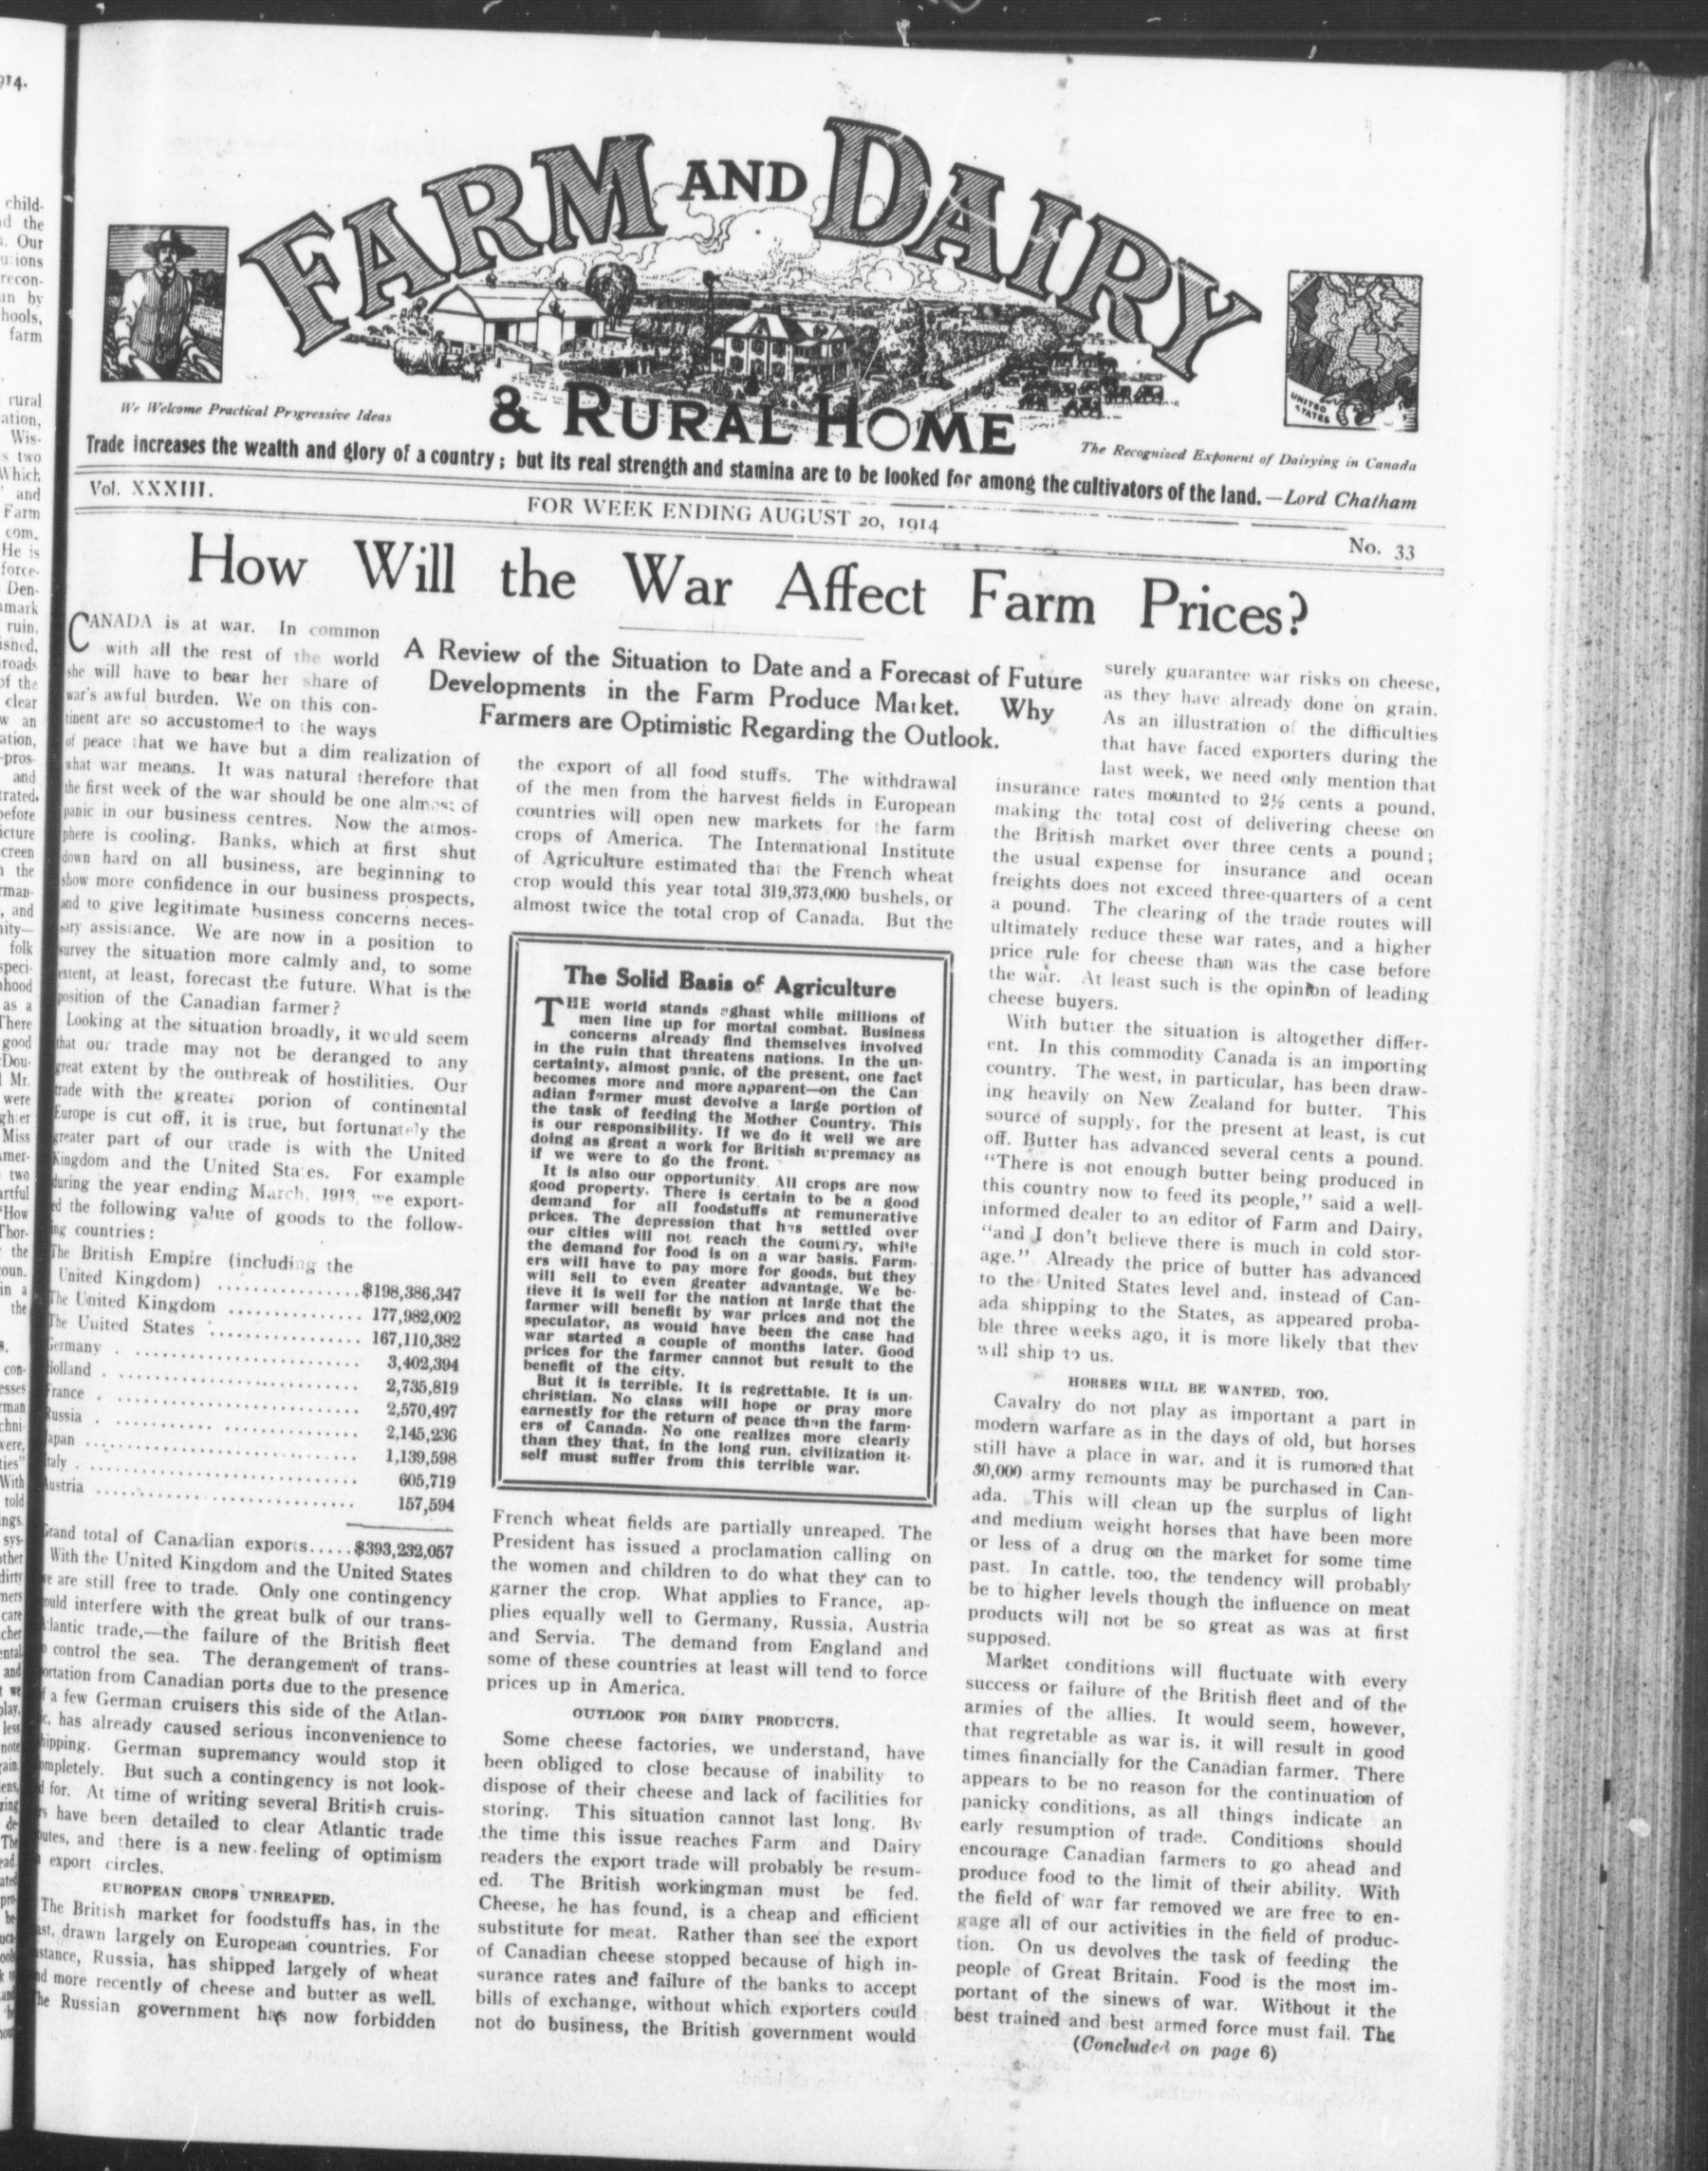 914.
child-
d the
. Our
recon-
an by
hools,
farm
rural
ation,
Wis-
s two
Which
and
Farm
com-
He is
force-
Den-
mark
ruin,
ished,
roads
of the
clear
w an
ation,
pros-
and
trated,
before
icture
creen
the
rman-
, and
nity—
folk
speci-
hood
as a
There
good
Dou-
Mr.
were
Miss
two
artful
"How
Thor-
the
in a
the
FARM AND DAIRY
& RURAL HOME
UNITED STATES
We Welcome Practical Progressive Ideas
The Recognized Exponent of Dairying in Canada
Trade increases the wealth and glory of a country; but its real strength and stamina are to be looked for among the cultivators of the land.—Lord Chatham
Vol. XXXIII.
FOR WEEK ENDING AUGUST 20, 1914
No. 33
How Will the War Affect Farm Prices?
A Review of the Situation to Date and a Forecast of Future
Developments in the Farm Produce Market. Why
Farmers are Optimistic Regarding the Outlook.
CANADA is at war. In common
with all the rest of the world
she will have to bear her share of
war's awful burden. We on this con-
tinent are so accustomed to the ways
of peace that we have but a dim realization of
what war means. It was natural therefore that
the first week of the war should be one almost of
panic in our business centres. Now the atmos-
phere is cooling. Banks, which at first shut
down hard on all business, are beginning to
show more confidence in our business prospects,
and to give legitimate business concerns neces-
sary assistance. We are now in a position to
survey the situation more calmly and, to some
extent, at least, forecast the future. What is the
position of the Canadian farmer?
Looking at the situation broadly, it would seem
that our trade may not be deranged to any
great extent by the outbreak of hostilities. Our
trade with the greater porion of continental
Europe is cut off, it is true, but fortunately the
greater part of our trade is with the United
Kingdom and the United States. For example
during the year ending March, 1913, we export-
ed the following value of goods to the follow-
ing countries:
The British Empire (including the
United Kingdom) ................$198,386,347
The United Kingdom ............... 177,982,002
The United States ................. 167,110,382
Germany ........................... 3,402,394
Holland ............................ 2,735,819
France ............................. 2,570,497
Russia ............................. 2,145,236
Japan .............................. 1,139,598
Italy ................................ 605,719
Austria .............................. 157,594
Grand total of Canadian exports.....$393,232,057
With the United Kingdom and the United States
we are still free to trade. Only one contingency
could interfere with the great bulk of our trans-
Atlantic trade,—the failure of the British fleet
to control the sea. The derangement of trans-
portation from Canadian ports due to the presence
of a few German cruisers this side of the Atlan-
tic, has already caused serious inconvenience to
shipping. German supremancy would stop it
completely. But such a contingency is not look-
ed for. At time of writing several British cruis-
ers have been detailed to clear Atlantic trade
routes, and there is a new feeling of optimism
in export circles.
EUROPEAN CROPS UNREAPED.
The British market for foodstuffs has, in the
past, drawn largely on European countries. For
instance, Russia, has shipped largely of wheat
and more recently of cheese and butter as well.
The Russian government has now forbidden
the export of all food stuffs. The withdrawal
of the men from the harvest fields in European
countries will open new markets for the farm
crops of America. The International Institute
of Agriculture estimated that the French wheat
crop would this year total 319,373,000 bushels, or
almost twice the total crop of Canada. But the
The Solid Basis of Agriculture
THE world stands aghast while millions of
men line up for mortal combat. Business
concerns already find themselves involved
in the ruin that threatens nations. In the un-
certainty, almost panic, of the present, one fact
becomes more and more apparent—on the Can
adian farmer must devolve a large portion of
the task of feeding the Mother Country. This
is our responsibility. If we do it well we are
doing as great a work for British supremacy as
if we were to go the front.
It is also our opportunity. All crops are now
good property. There is certain to be a good
demand for all foodstuffs at remunerative
prices. The depression that has settled over
our cities will not reach the country, while
the demand for food is on a war basis. Farm-
ers will have to pay more for goods, but they
will sell to even greater advantage. We be-
lieve it is well for the nation at large that the
farmer will benefit by war prices and not the
speculator, as would have been the case had
war started a couple of months later. Good
prices for the farmer cannot but result to the
benefit of the city.
But it is terrible. It is regrettable. It is un-
christian. No class will hope or pray more
earnestly for the return of peace than the farm-
ers of Canada. No one realizes more clearly
than they that, in the long run, civilization it-
self must suffer from this terrible war.
French wheat fields are partially unreaped. The
President has issued a proclamation calling on
the women and children to do what they can to
garner the crop. What applies to France, ap-
plies equally well to Germany, Russia, Austria
and Servia. The demand from England and
some of these countries at least will tend to force
prices up in America.
OUTLOOK FOR DAIRY PRODUCTS.
Some cheese factories, we understand, have
been obliged to close because of inability to
dispose of their cheese and lack of facilities for
storing. This situation cannot last long. By
the time this issue reaches Farm and Dairy
readers the export trade will probably be resum-
ed. The British workingman must be fed.
Cheese, he has found, is a cheap and efficient
substitute for meat. Rather than see the export
of Canadian cheese stopped because of high in-
surance rates and failure of the banks to accept
bills of exchange, without which exporters could
not do business, the British government would
surely guarantee war risks on cheese,
as they have already done on grain.
As an illustration of the difficulties
that have faced exporters during the
last week, we need only mention that
insurance rates mounted to 2½ cents a pound,
making the total cost of delivering cheese on
the British market over three cents a pound;
the usual expense for insurance and ocean
freights does not exceed three-quarters of a cent
a pound. The clearing of the trade routes will
ultimately reduce these war rates, and a higher
price rule for cheese than was the case before
the war. At least such is the opinion of leading
cheese buyers.
With butter the situation is altogether differ-
ent. In this commodity Canada is an importing
country. The west, in particular, has been draw-
ing heavily on New Zealand for butter. This
source of supply, for the present at least, is cut
off. Butter has advanced several cents a pound.
"There is not enough butter being produced in
this country now to feed its people," said a well-
informed dealer to an editor of Farm and Dairy,
"and I don't believe there is much in cold stor-
age." Already the price of butter has advanced
to the United States level and, instead of Can-
ada shipping to the States, as appeared proba-
ble three weeks ago, it is more likely that they
will ship to us.
HORSES WILL BE WANTED, TOO.
Cavalry do not play as important a part in
modern warfare as in the days of old, but horses
still have a place in war, and it is rumored that
30,000 army remounts may be purchased in Can-
ada. This will clean up the surplus of light
and medium weight horses that have been more
or less of a drug on the market for some time
past. In cattle, too, the tendency will probably
be to higher levels though the influence on meat
products will not be so great as was at first
supposed.
Market conditions will fluctuate with every
success or failure of the British fleet and of the
armies of the allies. It would seem, however,
that regretable as war is, it will result in good
times financially for the Canadian farmer. There
appears to be no reason for the continuation of
panicky conditions, as all things indicate an
early resumption of trade. Conditions should
encourage Canadian farmers to go ahead and
produce food to the limit of their ability. With
the field of war far removed we are free to en-
gage all of our activities in the field of produc-
tion. On us devolves the task of feeding the
people of Great Britain. Food is the most im-
portant of the sinews of war. Without it the
best trained and best armed force must fail. The
(Concluded on page 6)